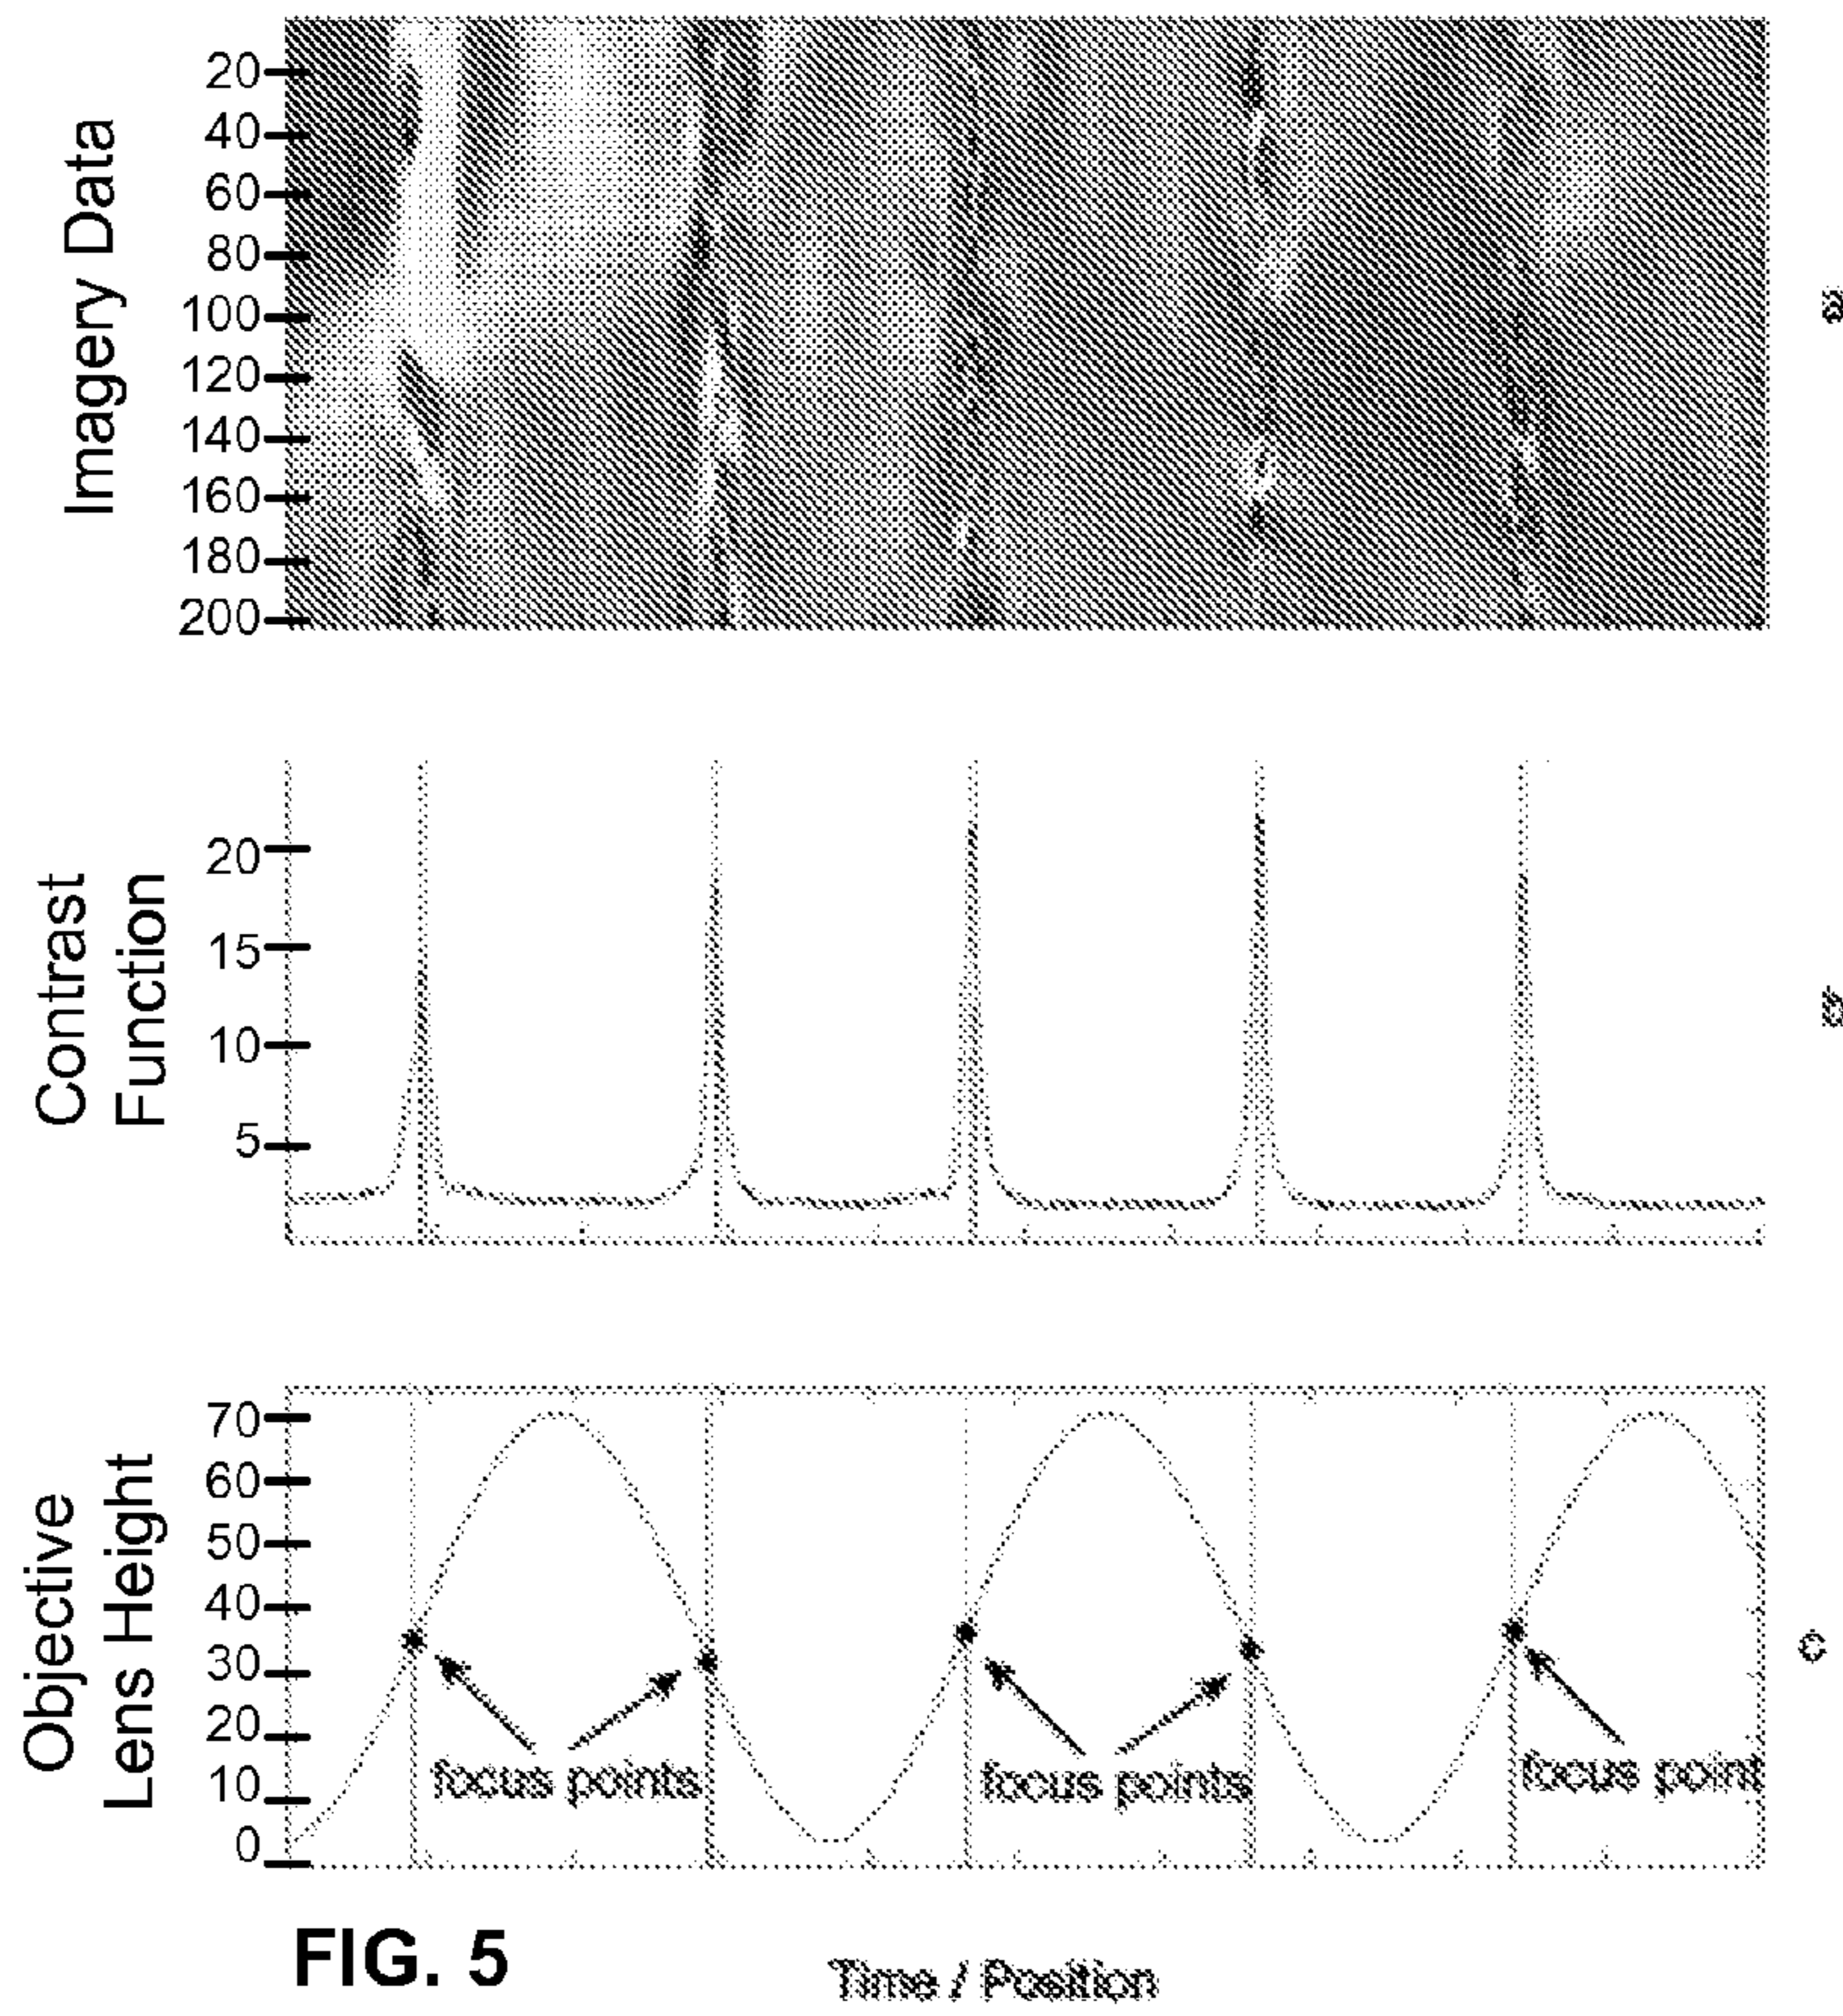 Imagery Data
20
40
60
80
100
120
140
160
180
200
a
Contrast
Function
20
15
10
5
b
Objective
Lens Height
70
60
50
40
30
20
10
0
focus points
focus points
focus point
c
FIG. 5
Time / Position